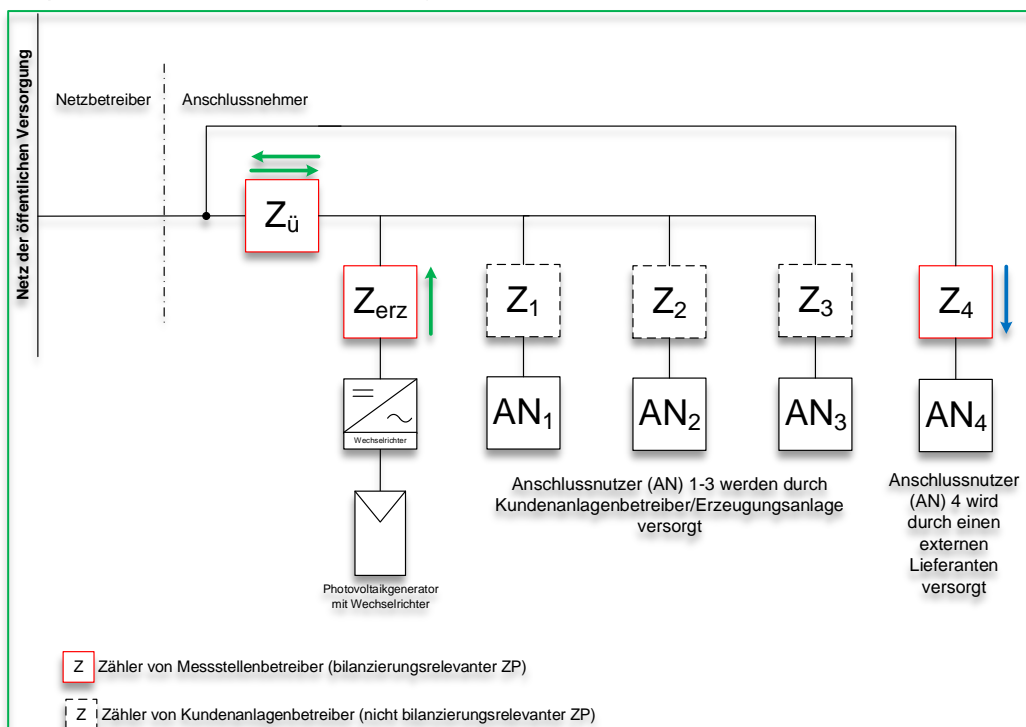 Netz der öffentlichen Versorgung
Netzbetreiber
Anschlussnehmer
Zü
Zerz
Z1
Z2
Z3
Z4
Wechselrichter
AN1
AN2
AN3
AN4
Anschlussnutzer (AN) 1-3 werden durch
Kundenanlagenbetreiber/Erzeugungsanlage
versorgt
Anschlussnutzer
(AN) 4 wird
durch einen
externen
Lieferanten
versorgt
Photovoltaikgenerator
mit Wechselrichter
Z Zähler von Messstellenbetreiber (bilanzierungsrelevanter ZP)
Z Zähler von Kundenanlagenbetreiber (nicht bilanzierungsrelevanter ZP)